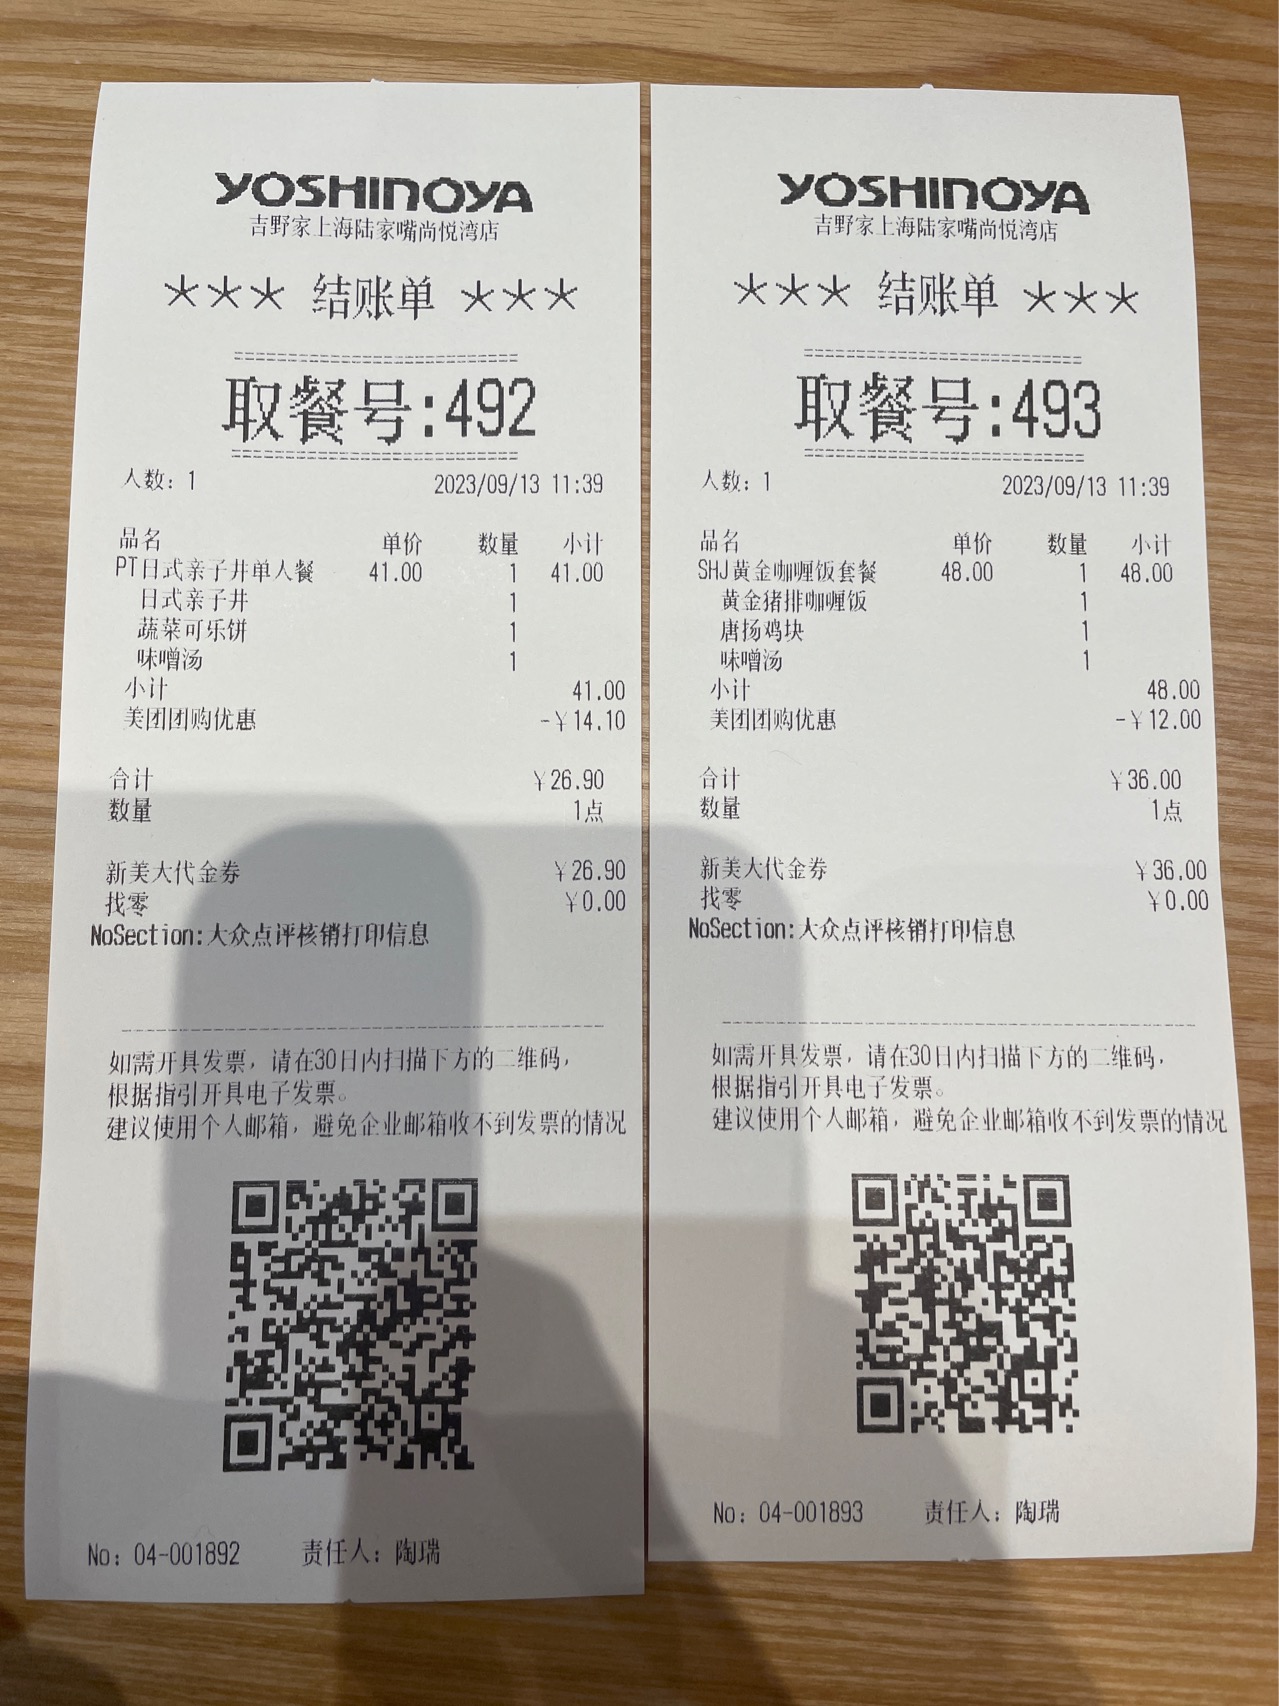 YOSHINOYA
吉野家上海陆家嘴尚悦湾店
*** 结账单 ***
========================
取餐号:492
========================
人数: 1 2023/09/13 11:39
品名 单价 数量 小计
PT日式亲子井单人餐 41.00 1 41.00
日式亲子井 1
蔬菜可乐饼 1
味噌汤 1
小计 41.00
美团团购优惠 -¥14.10
合计 ¥26.90
数量 1点
新美大代金券 ¥26.90
找零 ¥0.00
NoSection:大众点评核销打印信息
如需开具发票，请在30日内扫描下方的二维码，
根据指引开具电子发票。
建议使用个人邮箱，避免企业邮箱收不到发票的情况
No: 04-001892 责任人: 陶瑞
YOSHINOYA
吉野家上海陆家嘴尚悦湾店
*** 结账单 ***
========================
取餐号:493
========================
人数: 1 2023/09/13 11:39
品名 单价 数量 小计
SHJ黄金咖喱饭套餐 48.00 1 48.00
黄金猪排咖喱饭 1
唐扬鸡块 1
味噌汤 1
小计 48.00
美团团购优惠 -¥12.00
合计 ¥36.00
数量 1点
新美大代金券 ¥36.00
找零 ¥0.00
NoSection:大众点评核销打印信息
如需开具发票，请在30日内扫描下方的二维码，
根据指引开具电子发票。
建议使用个人邮箱，避免企业邮箱收不到发票的情况
No: 04-001893 责任人: 陶瑞